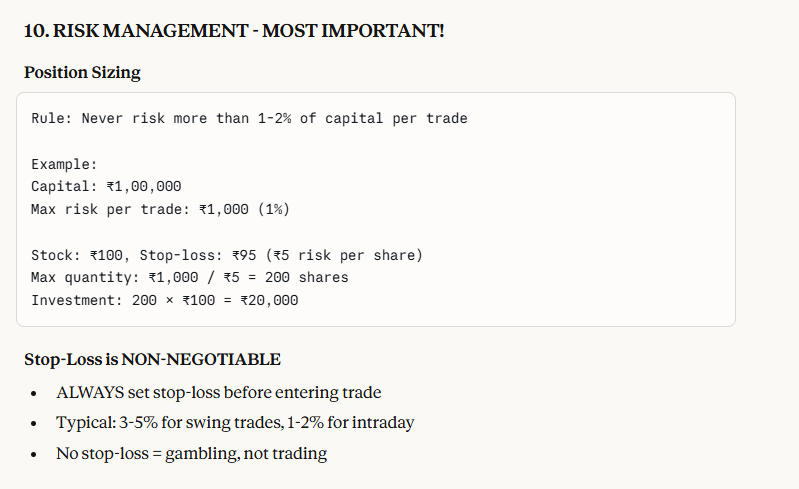 10. RISK MANAGEMENT - MOST IMPORTANT!
Position Sizing
Rule: Never risk more than 1-2% of capital per trade
Example:
Capital: ₹1,00,000
Max risk per trade: ₹1,000 (1%)
Stock: ₹100, Stop-loss: ₹95 (₹5 risk per share)
Max quantity: ₹1,000 / ₹5 = 200 shares
Investment: 200 × ₹100 = ₹20,000
Stop-Loss is NON-NEGOTIABLE
• ALWAYS set stop-loss before entering trade
• Typical: 3-5% for swing trades, 1-2% for intraday
• No stop-loss = gambling, not trading